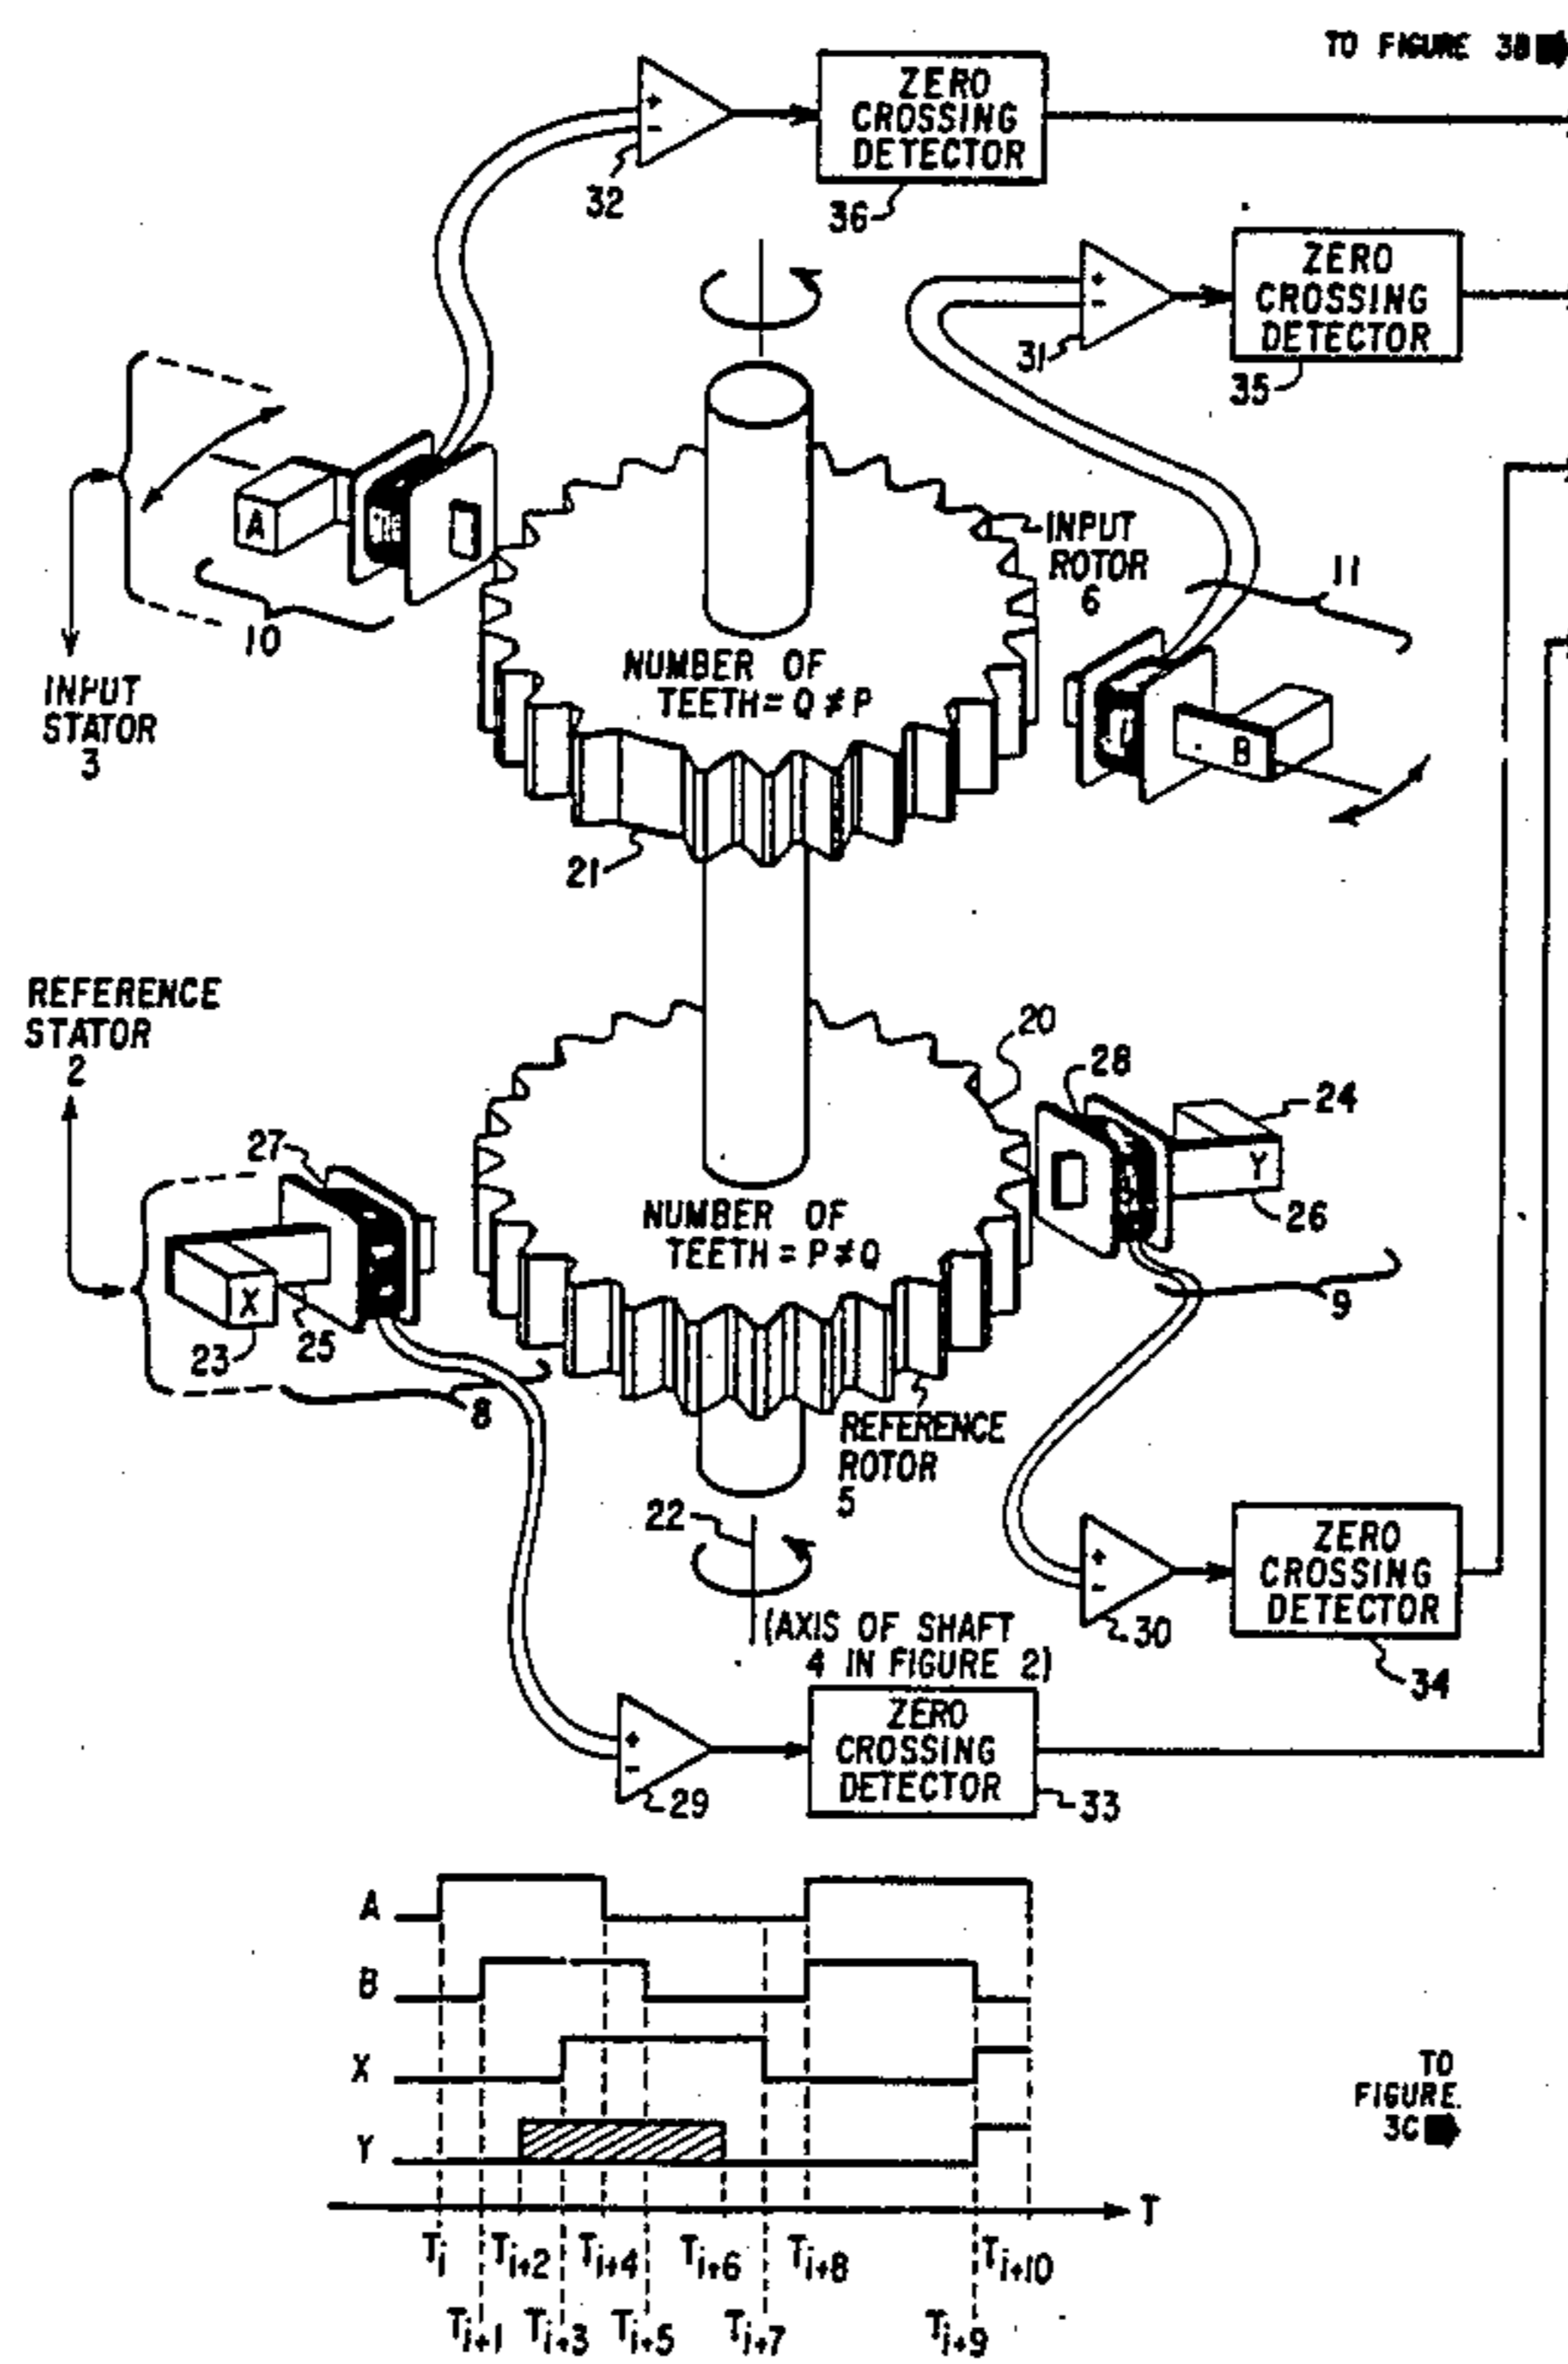 TO FIGURE 3B
ZERO
CROSSING
DETECTOR
+
-
32
36
ZERO
CROSSING
DETECTOR
+
-
31
35
A
10
INPUT
STATOR
3
INPUT
ROTOR
6
11
NUMBER OF
TEETH = Q ≠ P
B
21
REFERENCE
STATOR
2
20
28
24
27
Y
26
NUMBER OF
TEETH = P ≠ Q
X
23
25
9
8
REFERENCE
ROTOR
5
22
ZERO
CROSSING
DETECTOR
+
-
30
34
(AXIS OF SHAFT
4 IN FIGURE 2)
ZERO
CROSSING
DETECTOR
+
-
29
33
A
B
X
Y
TO
FIGURE
3C
T
Ti Ti+2 Ti+4 Ti+6 Ti+8 Ti+10
Ti+1 Ti+3 Ti+5 Ti+7 Ti+9